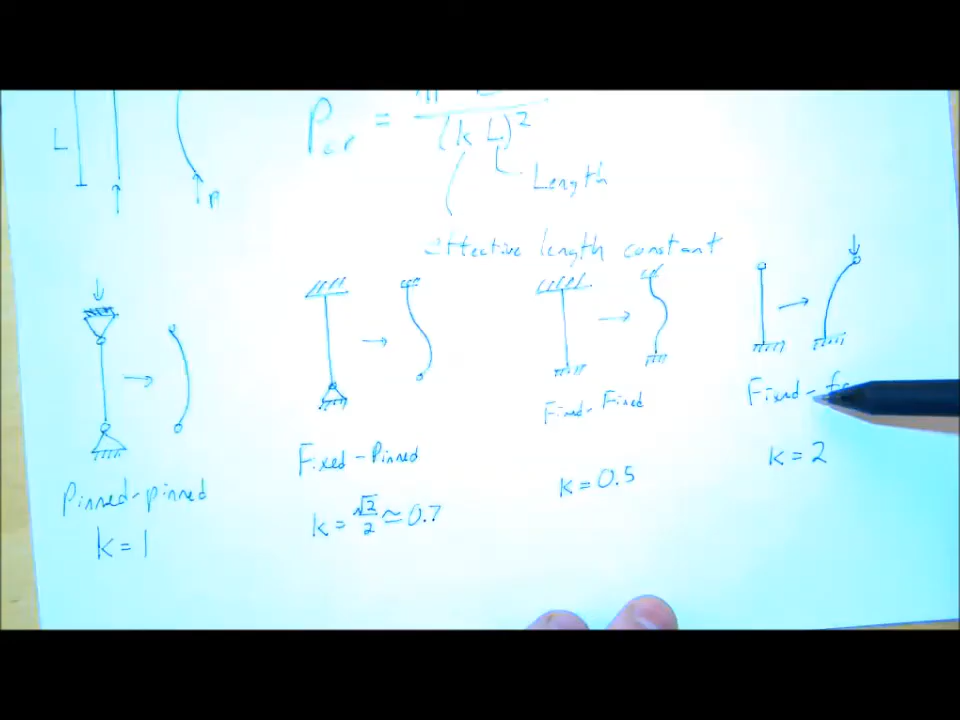 L
P
Pcr =
(k L)²
Length
effective length constant
Pinned-pinned
k = 1
Fixed-Pinned
k = √2/2 ≃ 0.7
Fixed-Fixed
k = 0.5
Fixed-
k = 2